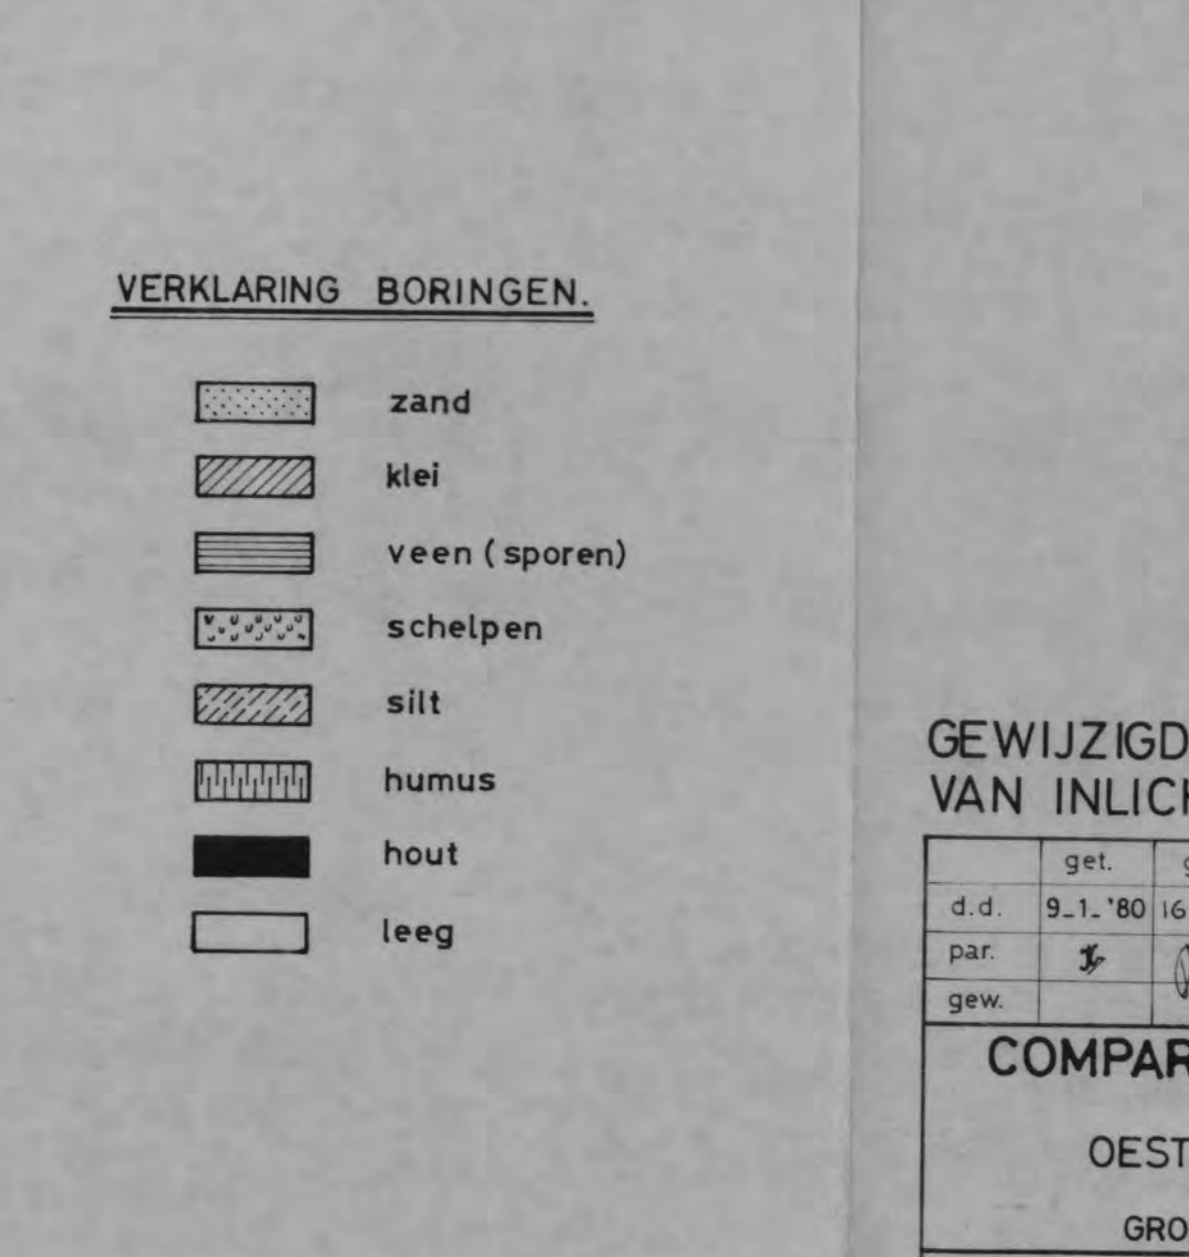 VERKLARING BORINGEN.
zand
klei
veen (sporen)
schelpen
silt
humus
hout
leeg
GEWIJZIGD
VAN INLICH
get. g
d.d. 9-1-'80 16
par.
gew.
COMPAR
OEST
GRO